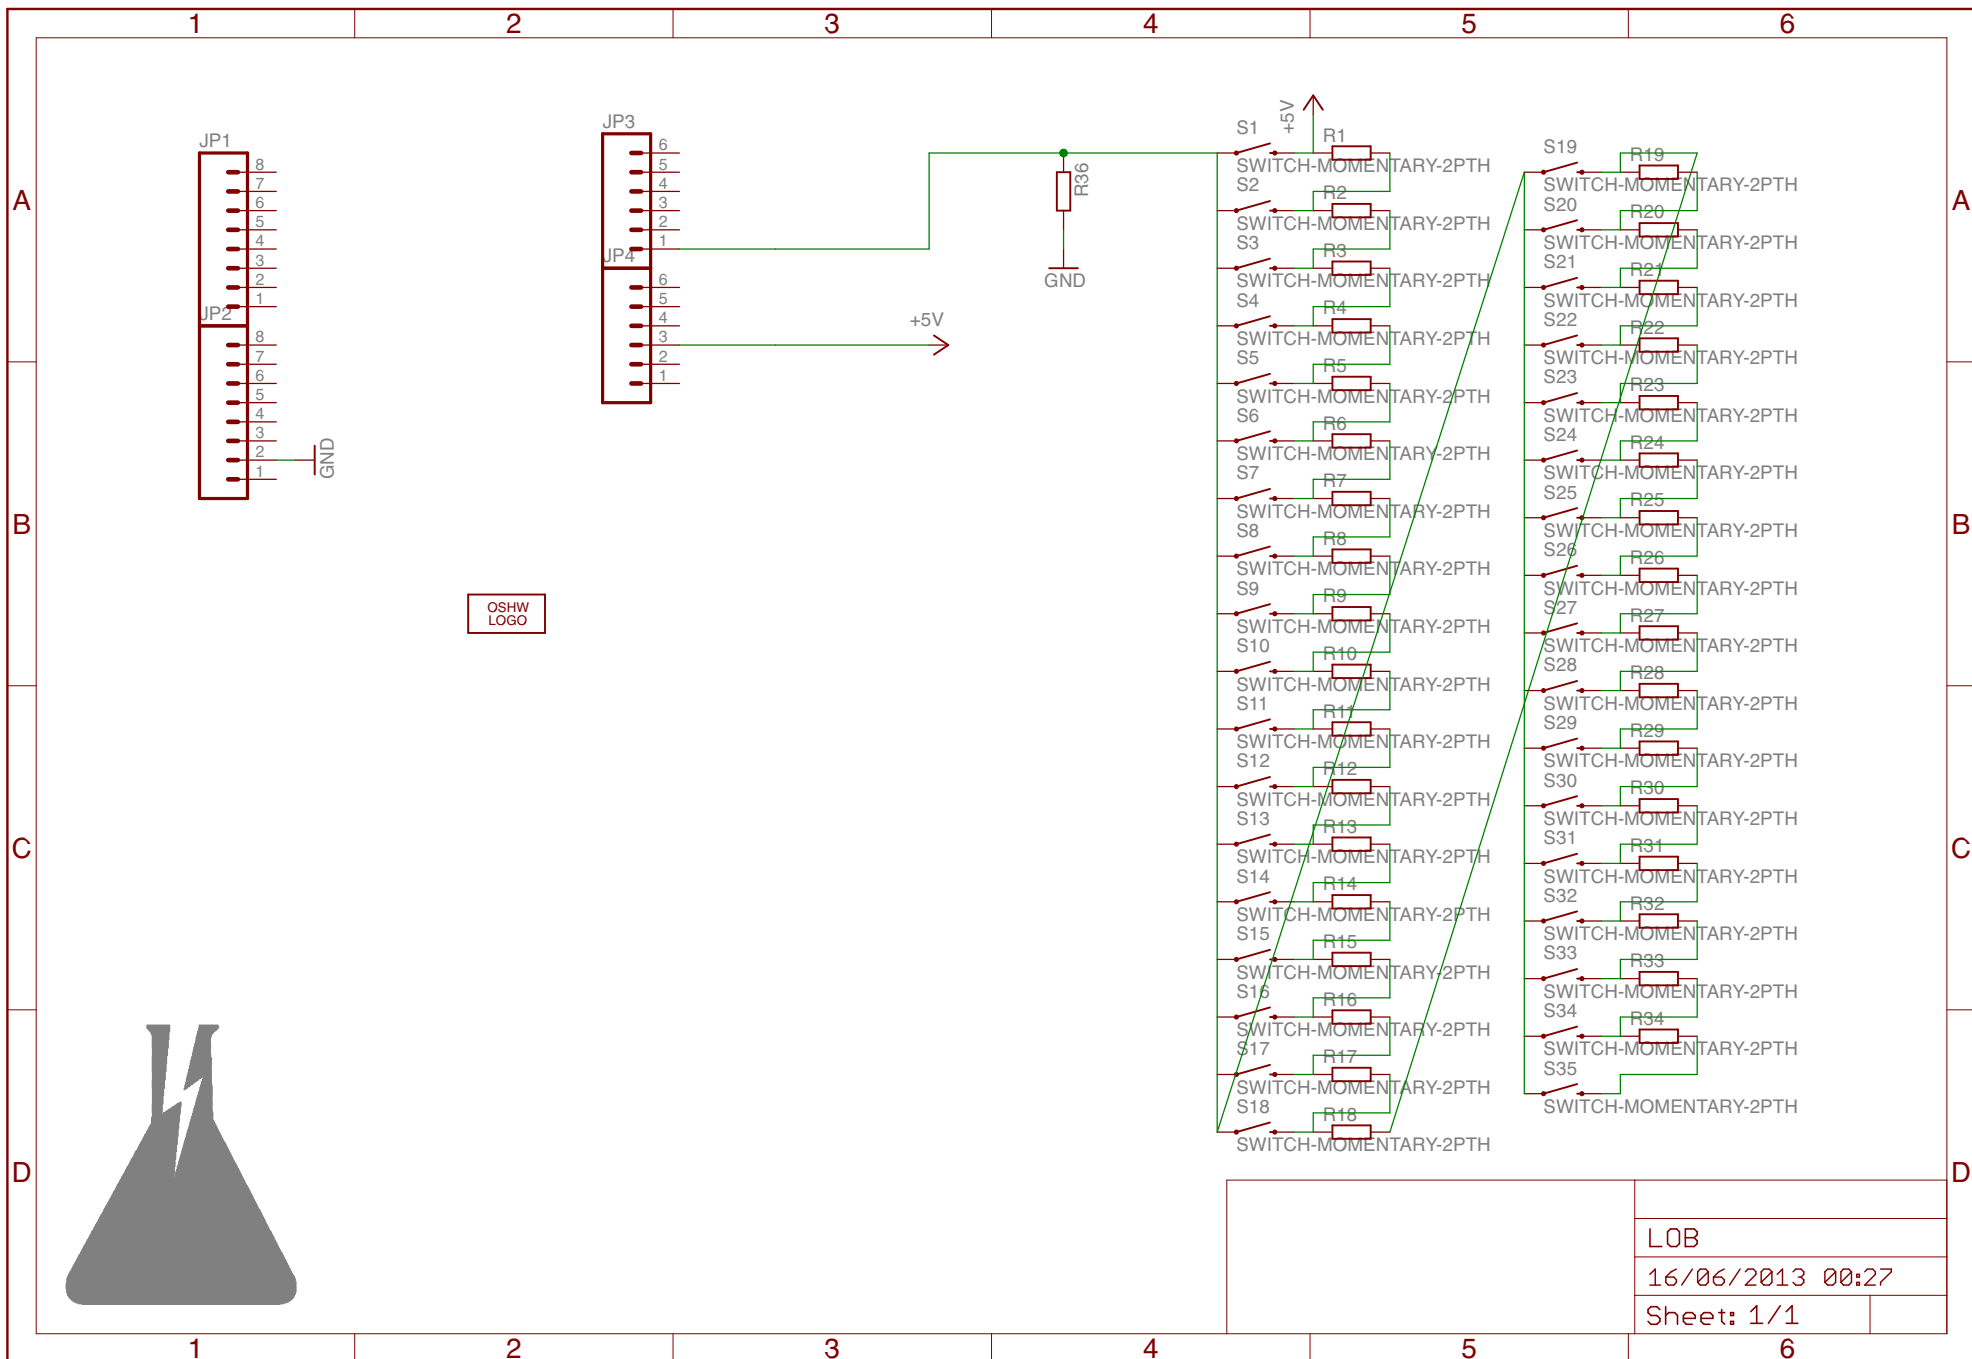 1 2 3 4 5 6
A
B
C
D
JP1
8
7
6
5
4
3
2
1
JP2
8
7
6
5
4
3
2
1
GND
JP3
6
5
4
3
2
1
JP4
6
5
4
3
2
1
+5V
OSHW
LOGO
R36
GND
+5V
S1 R1
SWITCH-MOMENTARY-2PTH
S2 R2
SWITCH-MOMENTARY-2PTH
S3 R3
SWITCH-MOMENTARY-2PTH
S4 R4
SWITCH-MOMENTARY-2PTH
S5 R5
SWITCH-MOMENTARY-2PTH
S6 R6
SWITCH-MOMENTARY-2PTH
S7 R7
SWITCH-MOMENTARY-2PTH
S8 R8
SWITCH-MOMENTARY-2PTH
S9 R9
SWITCH-MOMENTARY-2PTH
S10 R10
SWITCH-MOMENTARY-2PTH
S11 R11
SWITCH-MOMENTARY-2PTH
S12 R12
SWITCH-MOMENTARY-2PTH
S13 R13
SWITCH-MOMENTARY-2PTH
S14 R14
SWITCH-MOMENTARY-2PTH
S15 R15
SWITCH-MOMENTARY-2PTH
S16 R16
SWITCH-MOMENTARY-2PTH
S17 R17
SWITCH-MOMENTARY-2PTH
S18 R18
SWITCH-MOMENTARY-2PTH
S19 R19
SWITCH-MOMENTARY-2PTH
S20 R20
SWITCH-MOMENTARY-2PTH
S21 R21
SWITCH-MOMENTARY-2PTH
S22 R22
SWITCH-MOMENTARY-2PTH
S23 R23
SWITCH-MOMENTARY-2PTH
S24 R24
SWITCH-MOMENTARY-2PTH
S25 R25
SWITCH-MOMENTARY-2PTH
S26 R26
SWITCH-MOMENTARY-2PTH
S27 R27
SWITCH-MOMENTARY-2PTH
S28 R28
SWITCH-MOMENTARY-2PTH
S29 R29
SWITCH-MOMENTARY-2PTH
S30 R30
SWITCH-MOMENTARY-2PTH
S31 R31
SWITCH-MOMENTARY-2PTH
S32 R32
SWITCH-MOMENTARY-2PTH
S33 R33
SWITCH-MOMENTARY-2PTH
S34 R34
SWITCH-MOMENTARY-2PTH
S35
SWITCH-MOMENTARY-2PTH
A
B
C
D
LOB
16/06/2013 00:27
Sheet: 1/1
1 2 3 4 5 6